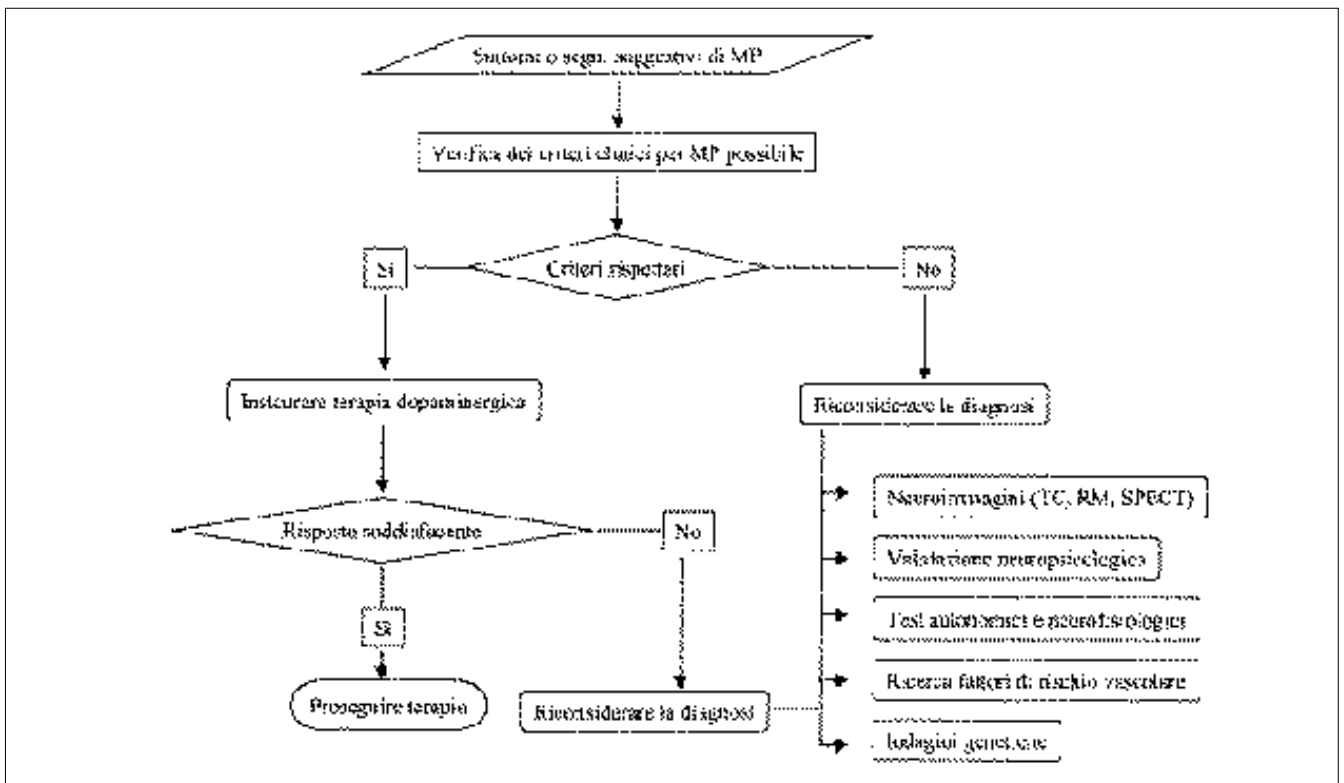 Sintomi o segni suggestivi di MP
Verifica dei criteri clinici per MP possibile
Criteri rispettati
Sì
No
Instaurare terapia dopaminergica
Riconsiderare la diagnosi
Risposta soddisfacente
No
Sì
Proseguire terapia
Riconsiderare la diagnosi
Neuroimmagini (TC, RM, SPECT)
Valutazione neuropsicologica
Test autonomici e neurofisiologici
Ricerca fattori di rischio vascolare
Indagini genetiche